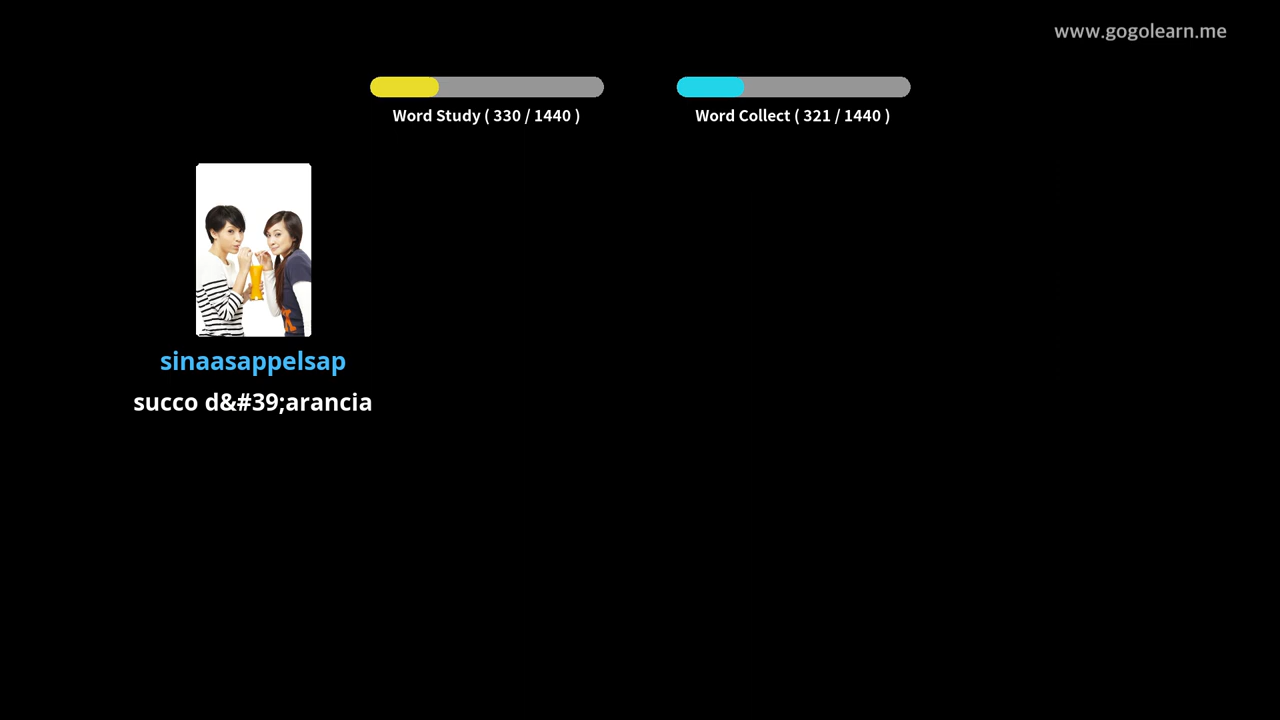 www.gogolearn.me
Word Study ( 330 / 1440 )
Word Collect ( 321 / 1440 )
sinaasappelsap
succo d&#39;arancia